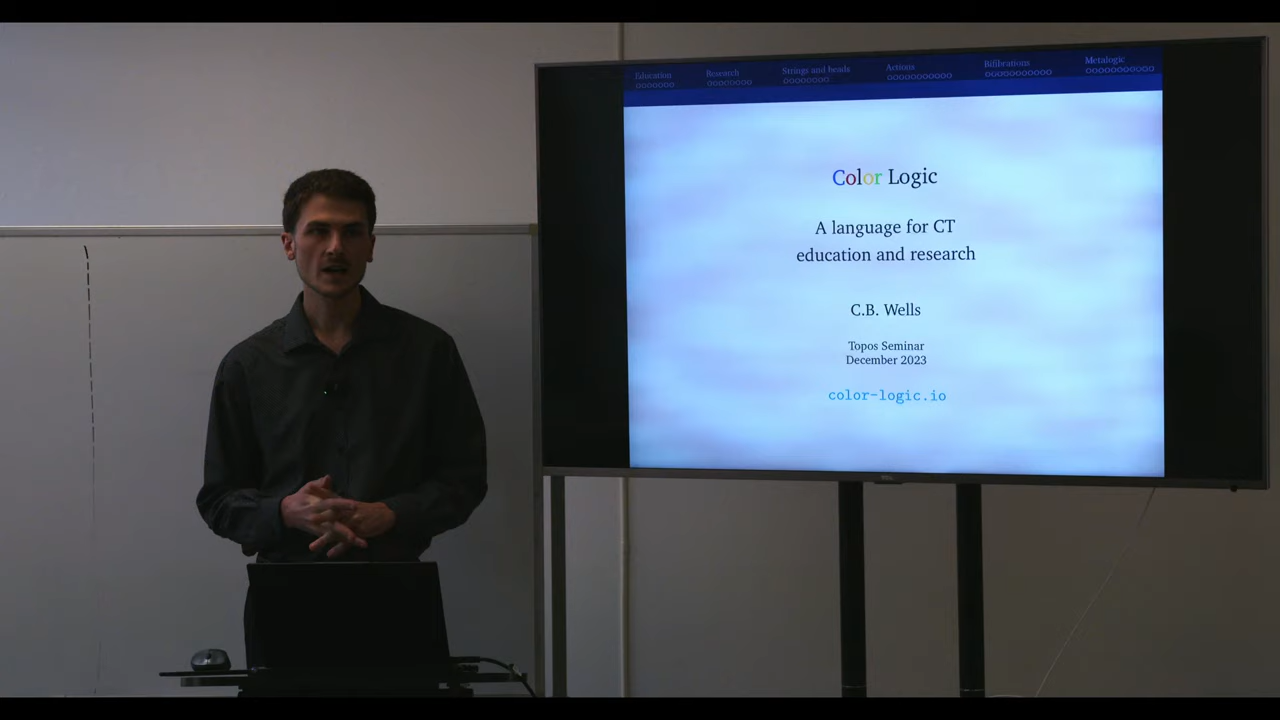 Education Research Strings and beads Actions Bifibrations Metalogic
Color Logic
A language for CT
education and research
C.B. Wells
Topos Seminar
December 2023
color-logic.io